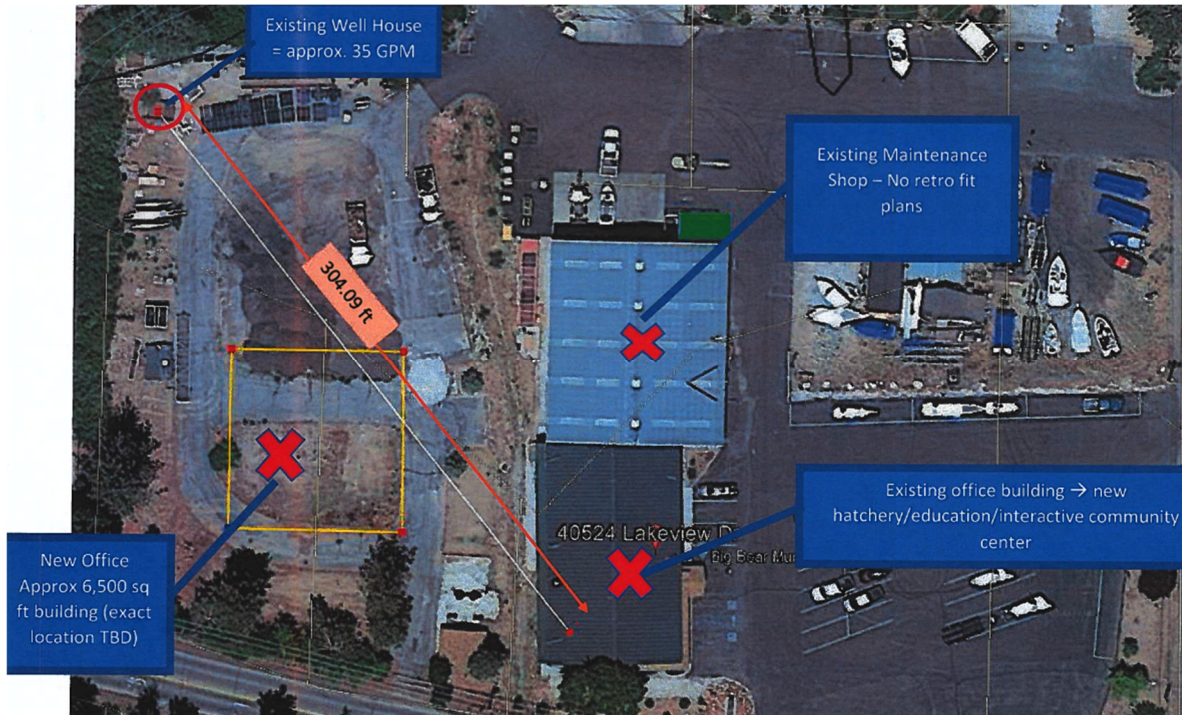 Existing Well House
= approx. 35 GPM
Existing Maintenance
Shop – No retro fit
plans
304.09 ft
Existing office building → new
hatchery/education/interactive community
center
40524 Lakeview D
Big Bear Mu
New Office
Approx 6,500 sq
ft building (exact
location TBD)